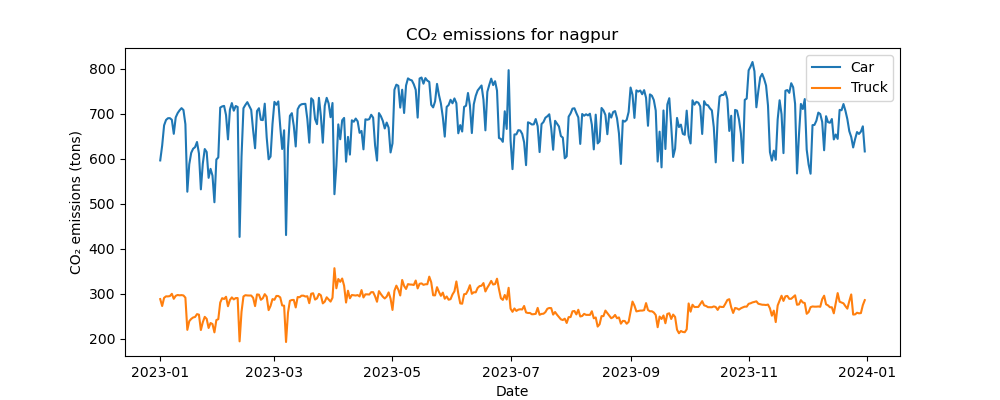 CO₂ emissions for nagpur
Car
Truck
CO₂ emissions (tons)
800
700
600
500
400
300
200
2023-01 2023-03 2023-05 2023-07 2023-09 2023-11 2024-01
Date